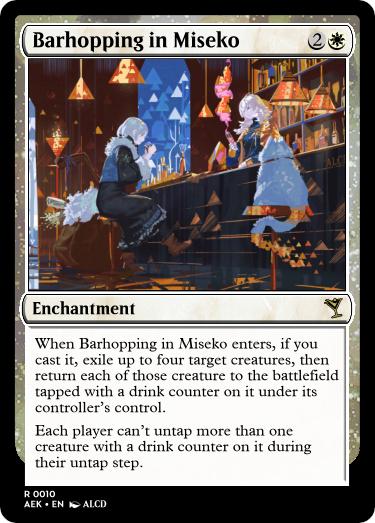 Barhopping in Miseko 2
ALCD
Enchantment
When Barhopping in Miseko enters, if you
cast it, exile up to four target creatures, then
return each of those creature to the battlefield
tapped with a drink counter on it under its
controller's control.
Each player can't untap more than one
creature with a drink counter on it during
their untap step.
R 0010
AEK • EN ALCD